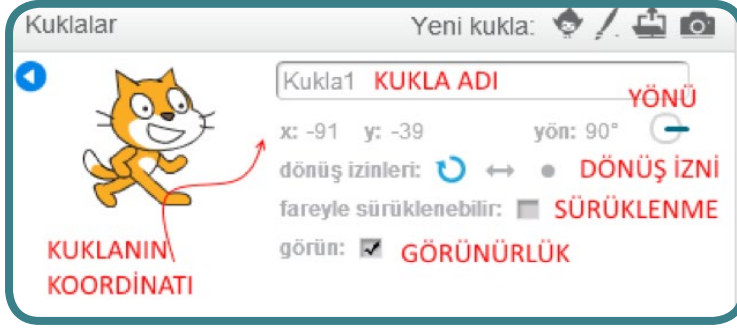 Kuklalar Yeni kukla:
Kukla1 KUKLA ADI
YÖNÜ
x: -91 y: -39 yön: 90°
dönüş izinleri: DÖNÜŞ İZNİ
fareyle sürüklenebilir: SÜRÜKLENME
görün: GÖRÜNÜRLÜK
KUKLANIN
KOORDİNATI